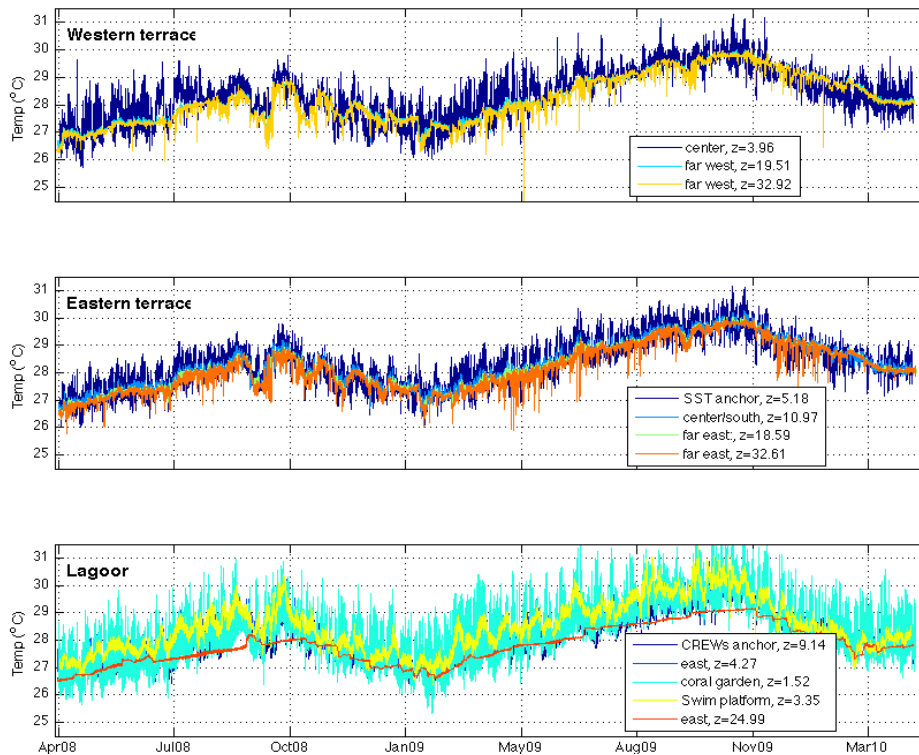 Western terrace
31
30
29
28
27
26
25
Temp (°C)
center, z=3.96
far west, z=19.51
far west, z=32.92
Eastern terrace
31
30
29
28
27
26
25
Temp (°C)
SST anchor, z=5.18
center/south, z=10.97
far east:, z=18.59
far east, z=32.61
Lagoor
31
30
29
28
27
26
25
Temp (°C)
CREWs anchor, z=9.14
east, z=4.27
coral garden, z=1.52
Swim platform, z=3.35
east, z=24.99
Apr08 Jul08 Oct08 Jan09 May09 Aug09 Nov09 Mar10